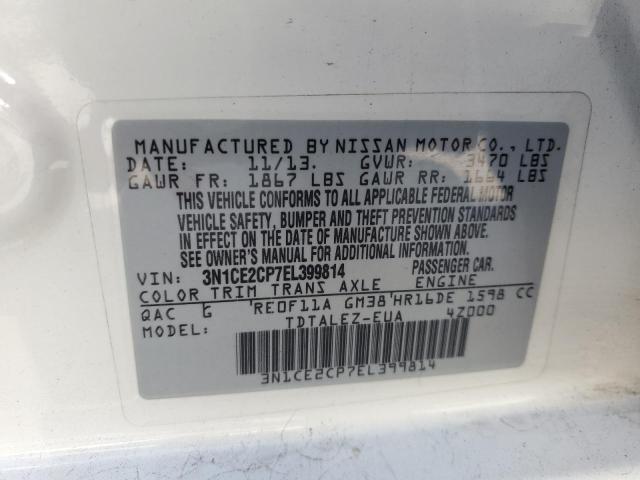 MANUFACTURED BY NISSAN MOTOR CO., LTD.
DATE: 11/13. GVWR: 3470 LBS
GAWR FR: 1867 LBS GAWR RR: 1664 LBS
THIS VEHICLE CONFORMS TO ALL APPLICABLE FEDERAL MOTOR
VEHICLE SAFETY, BUMPER AND THEFT PREVENTION STANDARDS
IN EFFECT ON THE DATE OF MANUFACTURE SHOWN ABOVE.
SEE OWNER'S MANUAL FOR ADDITIONAL INFORMATION.
VIN: 3N1CE2CP7EL399814 PASSENGER CAR.
COLOR TRIM TRANS AXLE ENGINE
QAC G RE0F11A GM38 HR16DE 1598 CC
MODEL: TDTALEZ-EUA 4Z000
3N1CE2CP7EL399814